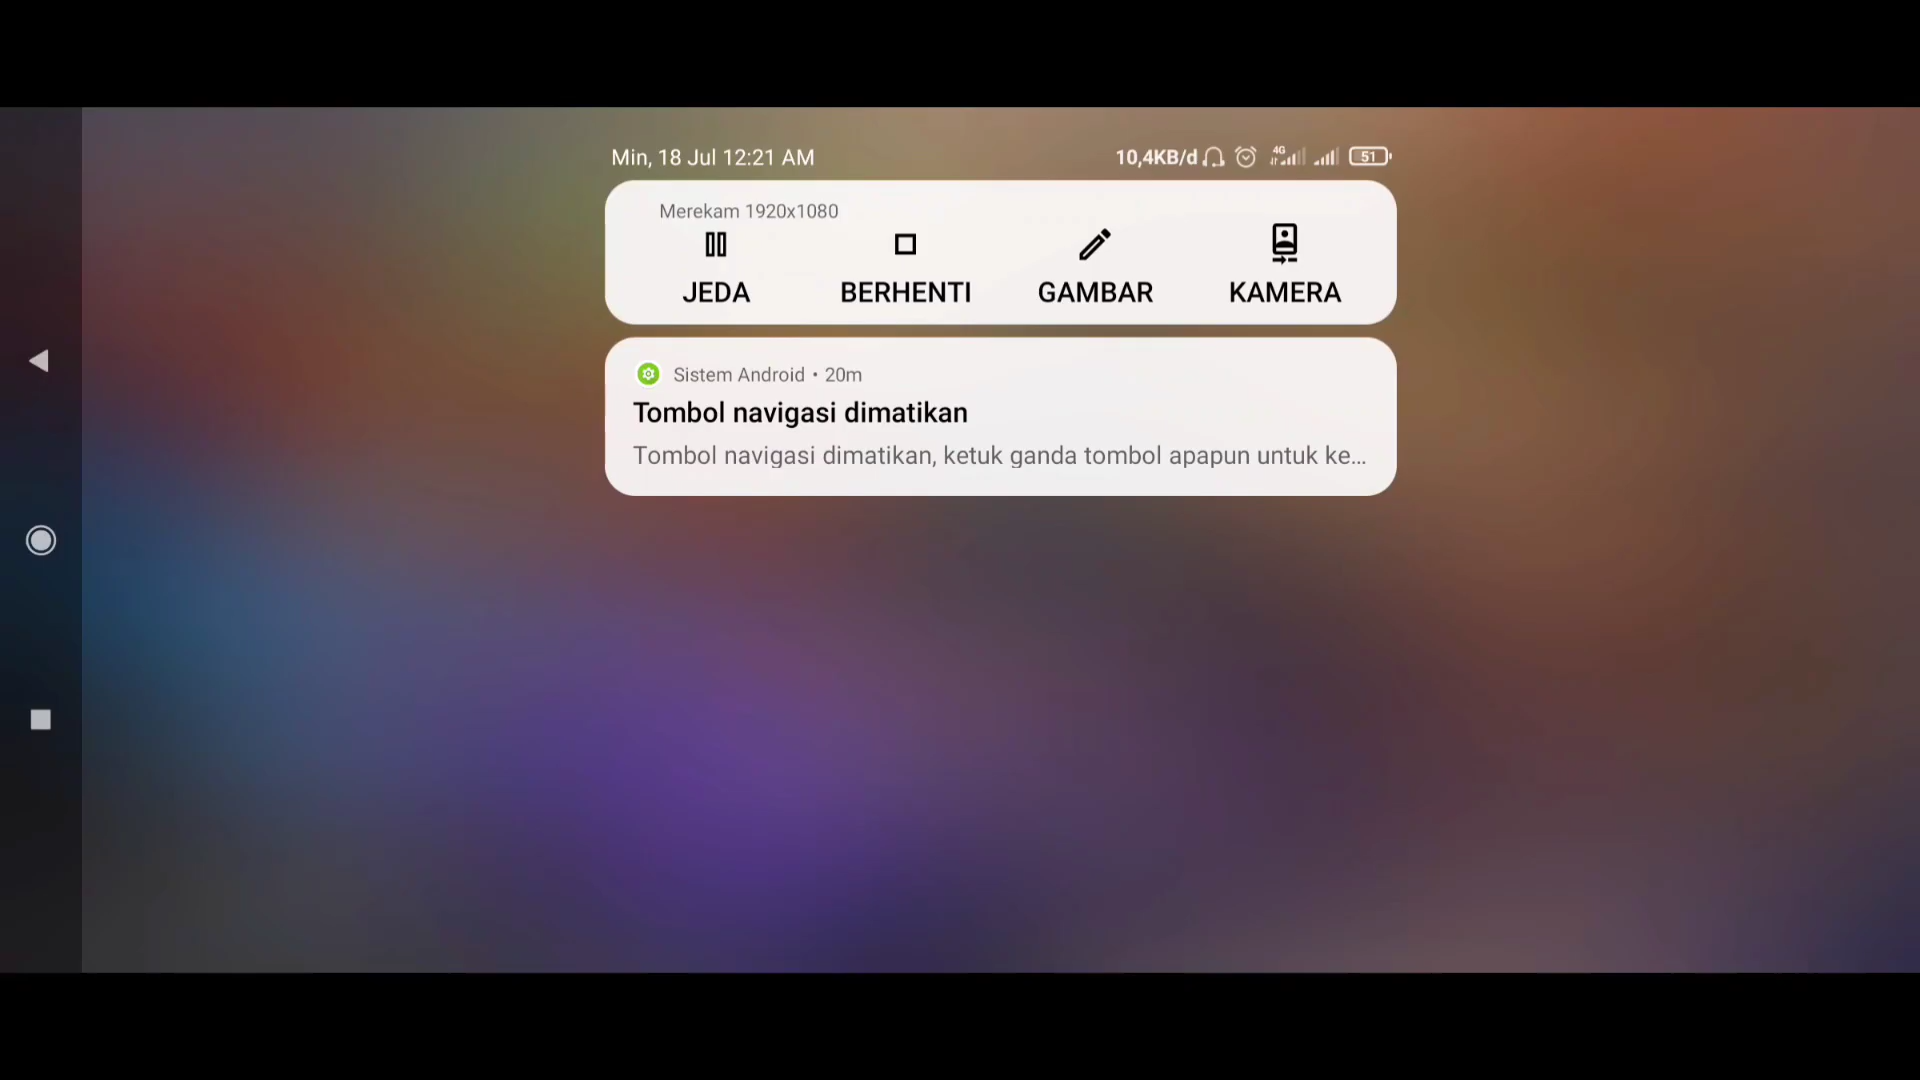 Min, 18 Jul 12:21 AM
10,4KB/d 4G 51
Merekam 1920x1080
JEDA BERHENTI GAMBAR KAMERA
Sistem Android • 20m
Tombol navigasi dimatikan
Tombol navigasi dimatikan, ketuk ganda tombol apapun untuk ke...